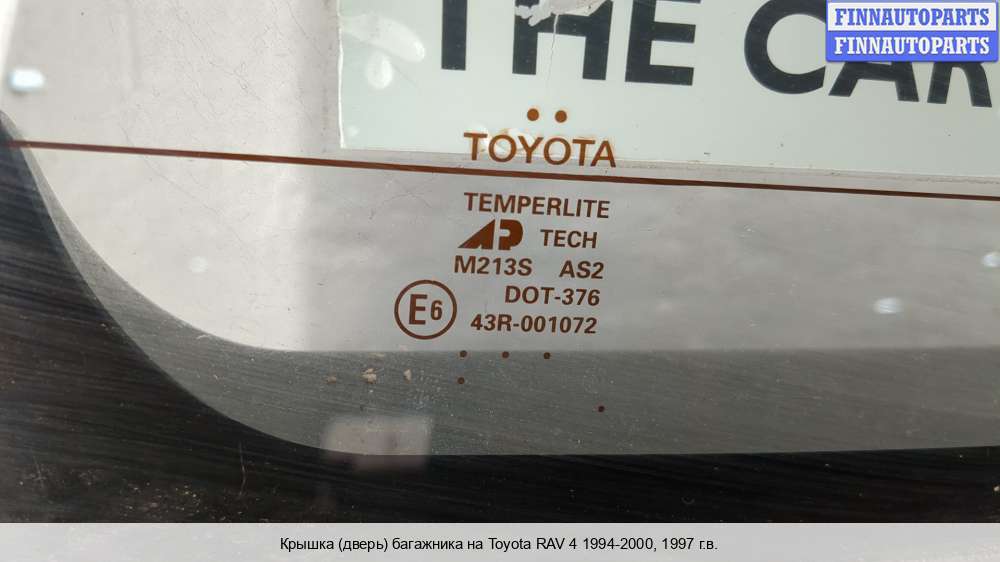 THE CAR
FINNAUTOPARTS
FINNAUTOPARTS
TOYOTA
TEMPERLITE
AP TECH
M213S AS2
DOT-376
E6 43R-001072
Крышка (дверь) багажника на Toyota RAV 4 1994-2000, 1997 г.в.